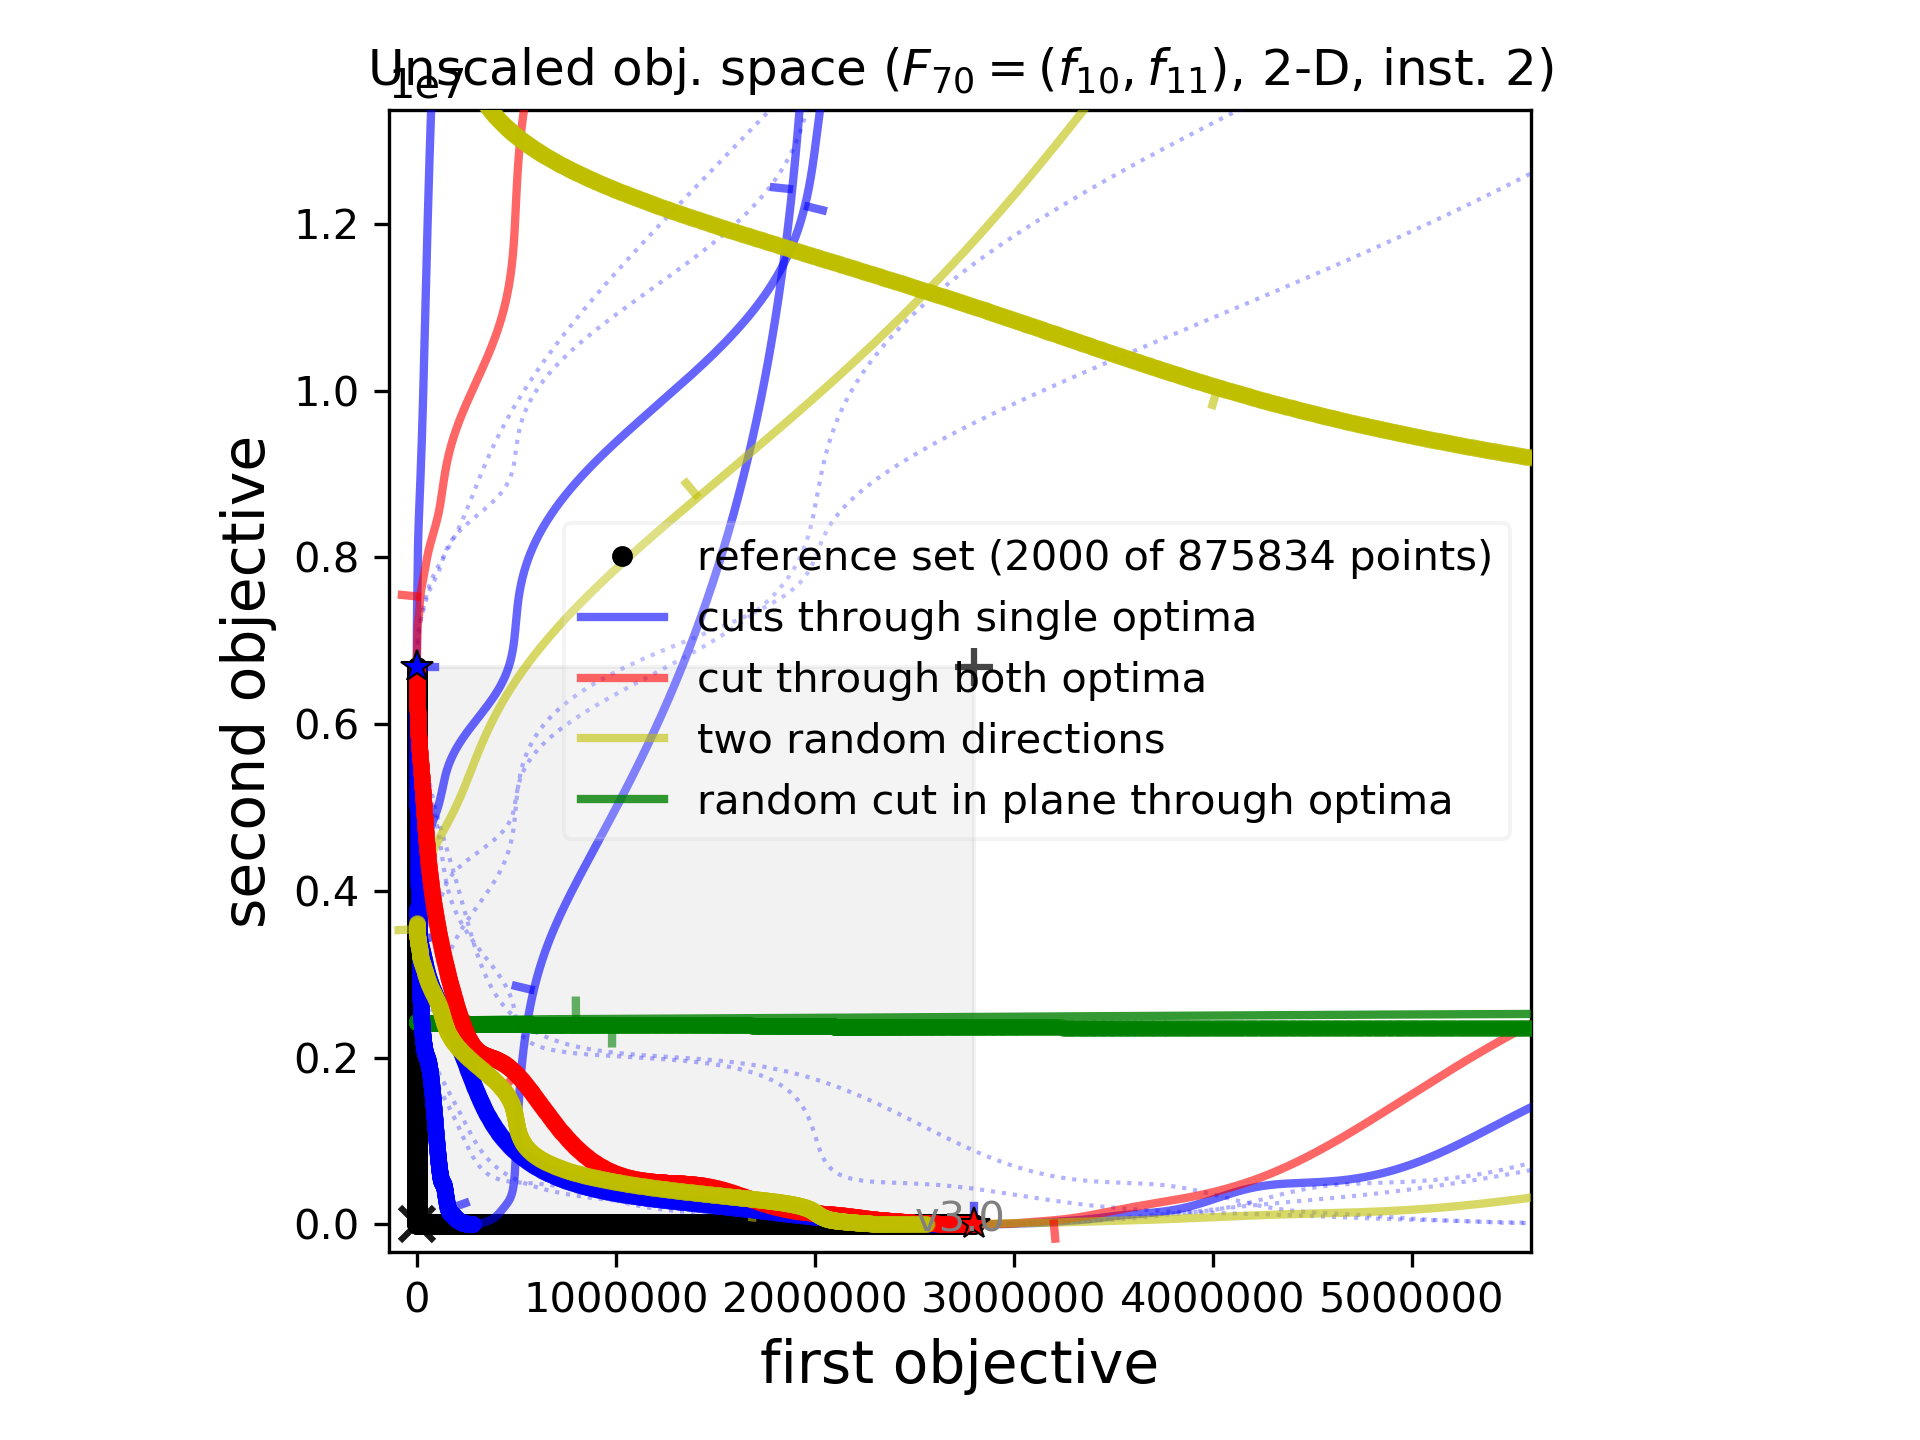 Unscaled obj. space (F70 = (f10, f11), 2-D, inst. 2)
1e7
1.2
1.0
0.8
0.6
0.4
0.2
0.0
second objective
reference set (2000 of 875834 points)
cuts through single optima
cut through both optima
two random directions
random cut in plane through optima
v3.0
0 1000000 2000000 3000000 4000000 5000000
first objective